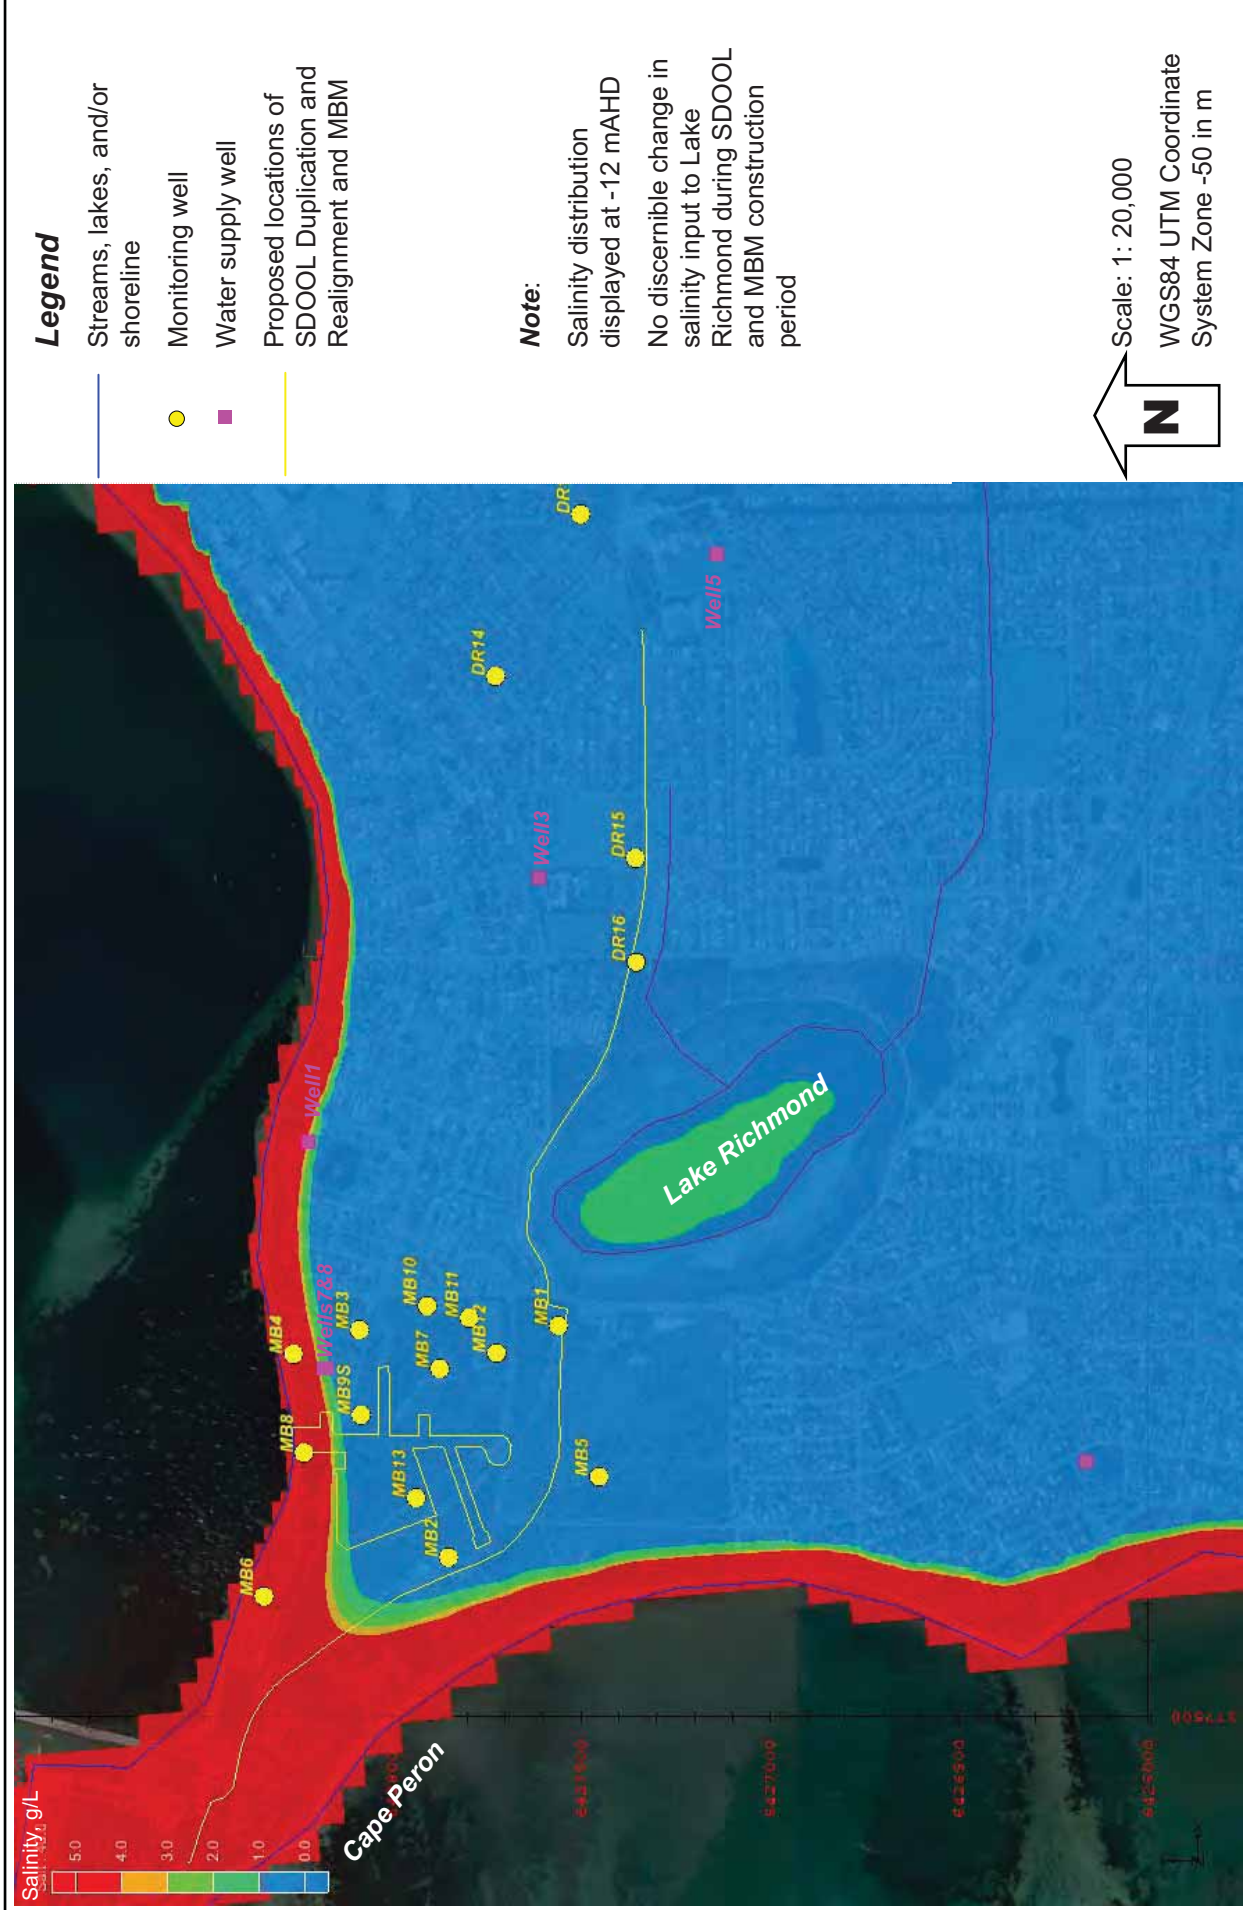 Legend
Streams, lakes, and/or
shoreline
Monitoring well
Water supply well
Proposed locations of
SDOOL Duplication and
Realignment and MBM
Note:
Salinity distribution
displayed at -12 mAHD
No discernible change in
salinity input to Lake
Richmond during SDOOL
and MBM construction
period
Scale: 1: 20,000
WGS84 UTM Coordinate
System Zone -50 in m
N
Salinity, g/L
5.0
4.0
3.0
2.0
1.0
0.0
Cape Peron
Lake Richmond
MB6
MB8
MB4
Wells7&8
MB3
MB9S
MB10
MB11
MB12
MB7
MB13
MB2
MB1
MB5
Well1
Well3
Well5
DR14
DR15
DR16
DR
6427000
6426500
6426000
377500